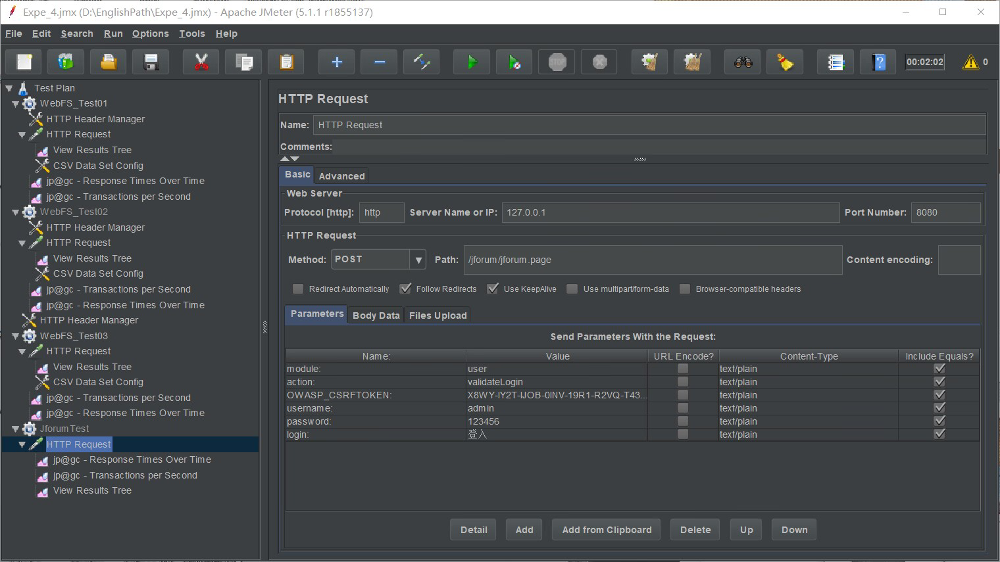 Expe_4.jmx (D:\EnglishPath\Expe_4.jmx) - Apache JMeter (5.1.1 r1855137)
File Edit Search Run Options Tools Help
STOP
00:02:02
0
Test Plan
WebFS_Test01
HTTP Header Manager
HTTP Request
View Results Tree
CSV Data Set Config
jp@gc - Response Times Over Time
jp@gc - Transactions per Second
WebFS_Test02
HTTP Header Manager
HTTP Request
View Results Tree
CSV Data Set Config
jp@gc - Transactions per Second
jp@gc - Response Times Over Time
HTTP Header Manager
WebFS_Test03
HTTP Request
View Results Tree
CSV Data Set Config
jp@gc - Transactions per Second
jp@gc - Response Times Over Time
JforumTest
HTTP Request
jp@gc - Response Times Over Time
jp@gc - Transactions per Second
View Results Tree
HTTP Request
Name: HTTP Request
Comments:
Basic Advanced
Web Server
Protocol [http]: http Server Name or IP: 127.0.0.1 Port Number: 8080
HTTP Request
Method: POST Path: /jforum/jforum.page Content encoding:
Redirect Automatically Follow Redirects Use KeepAlive Use multipart/form-data Browser-compatible headers
Parameters Body Data Files Upload
Send Parameters With the Request:
Name: Value URL Encode? Content-Type Include Equals?
module: user text/plain
action: validateLogin text/plain
OWASP_CSRFTOKEN: X8WY-IY2T-IJOB-0INV-19R1-R2VQ-T43... text/plain
username: admin text/plain
password: 123456 text/plain
login: 登入 text/plain
Detail Add Add from Clipboard Delete Up Down